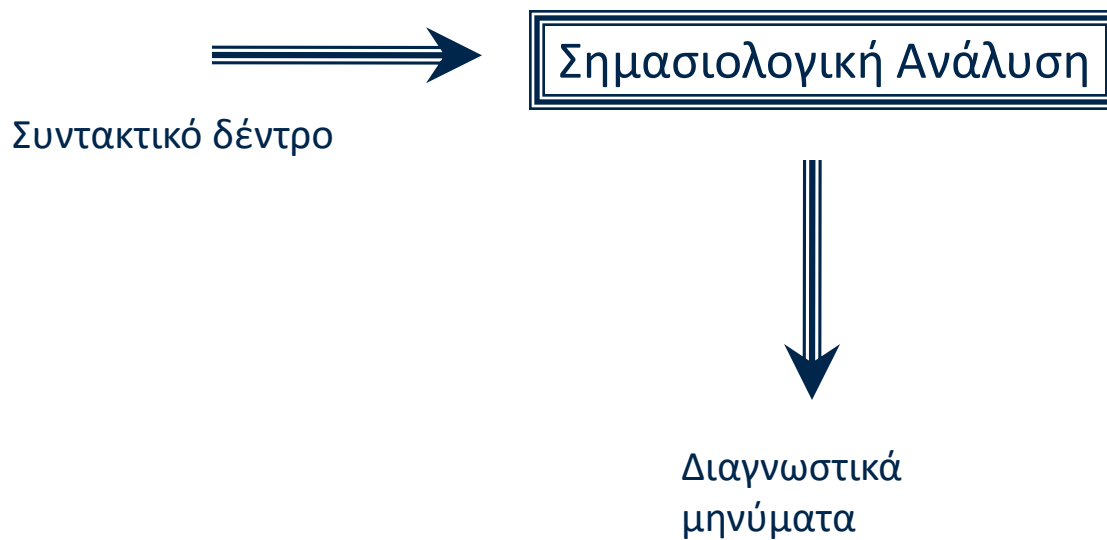 Σημασιολογική Ανάλυση
Συντακτικό δέντρο
Διαγνωστικά
μηνύματα